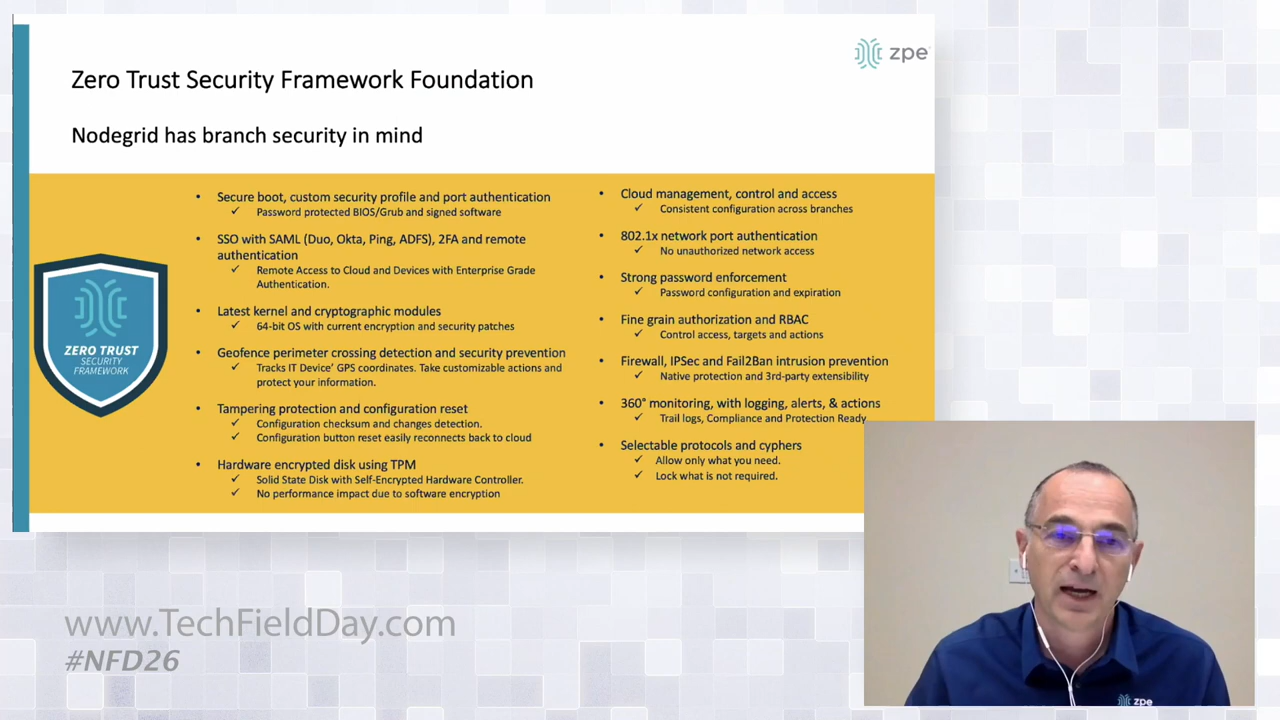 zpe
Zero Trust Security Framework Foundation
Nodegrid has branch security in mind
ZERO TRUST
SECURITY
FRAMEWORK
• Secure boot, custom security profile and port authentication
✓ Password protected BIOS/Grub and signed software
• SSO with SAML (Duo, Okta, Ping, ADFS), 2FA and remote
authentication
✓ Remote Access to Cloud and Devices with Enterprise Grade
Authentication.
• Latest kernel and cryptographic modules
✓ 64-bit OS with current encryption and security patches
• Geofence perimeter crossing detection and security prevention
✓ Tracks IT Device' GPS coordinates. Take customizable actions and
protect your information.
• Tampering protection and configuration reset
✓ Configuration checksum and changes detection.
✓ Configuration button reset easily reconnects back to cloud
• Hardware encrypted disk using TPM
✓ Solid State Disk with Self-Encrypted Hardware Controller.
✓ No performance impact due to software encryption
• Cloud management, control and access
✓ Consistent configuration across branches
• 802.1x network port authentication
✓ No unauthorized network access
• Strong password enforcement
✓ Password configuration and expiration
• Fine grain authorization and RBAC
✓ Control access, targets and actions
• Firewall, IPSec and Fail2Ban intrusion prevention
✓ Native protection and 3rd-party extensibility
• 360° monitoring, with logging, alerts, & actions
✓ Trail logs, Compliance and Protection Ready
• Selectable protocols and cyphers
✓ Allow only what you need.
✓ Lock what is not required.
www.TechFieldDay.com
#NFD26
zpe